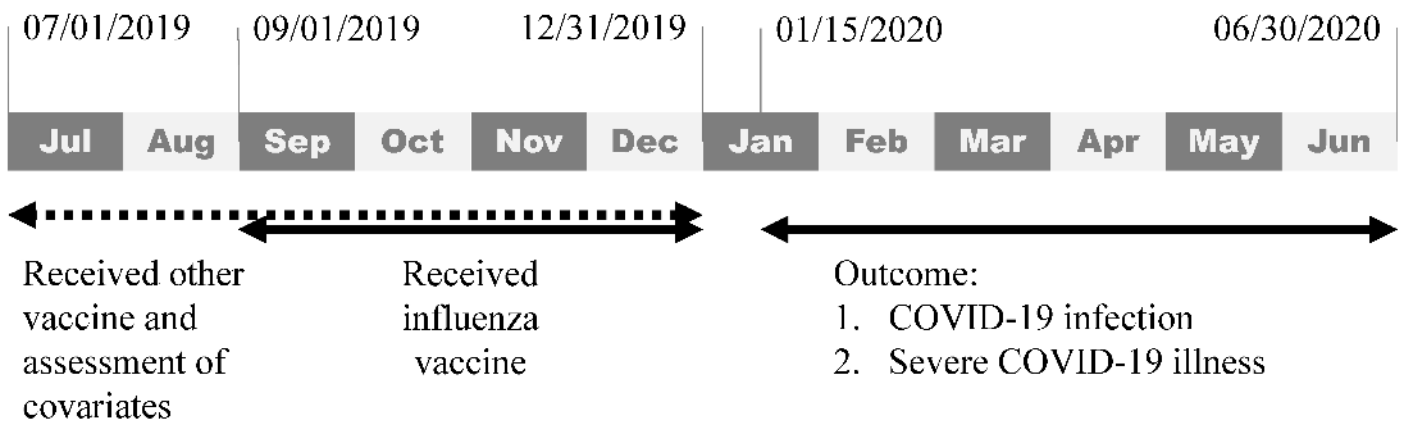 07/01/2019 09/01/2019 12/31/2019 01/15/2020 06/30/2020
Jul Aug Sep Oct Nov Dec Jan Feb Mar Apr May Jun
Received other
vaccine and
assessment of
covariates
Received
influenza
vaccine
Outcome:
1. COVID-19 infection
2. Severe COVID-19 illness